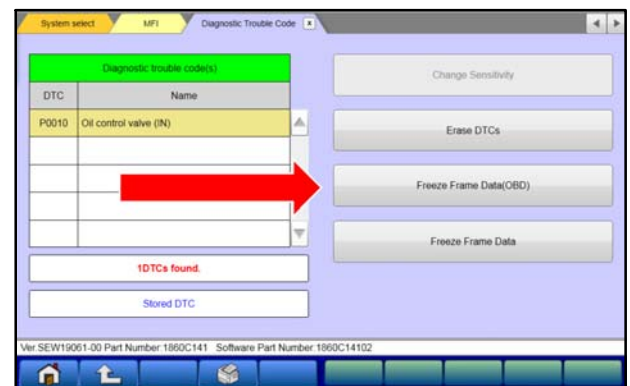 System select
MFI
Diagnostic Trouble Code
Diagnostic trouble code(s)
DTC Name
P0010 Oil control valve (IN)
1DTCs found.
Stored DTC
Change Sensitivity
Erase DTCs
Freeze Frame Data(OBD)
Freeze Frame Data
Ver.SEW19061-00 Part Number:1860C141 Software Part Number:1860C14102